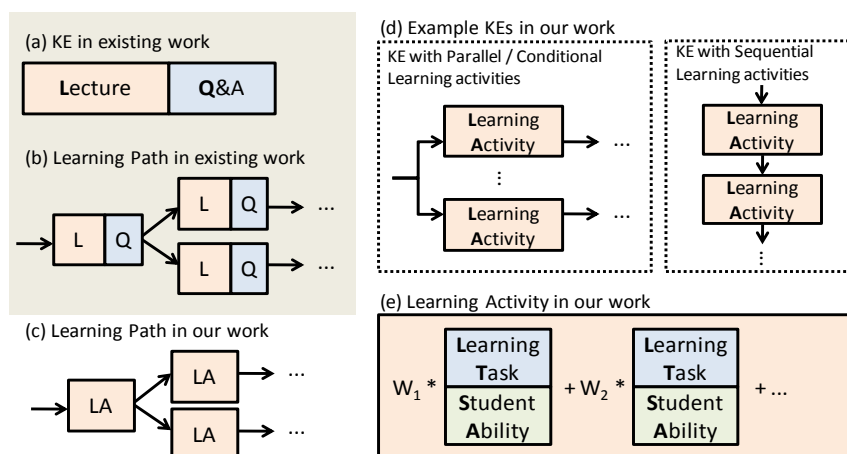 (a) KE in existing work
Lecture
Q&A
(b) Learning Path in existing work
L
Q
L
Q
...
L
Q
...
(c) Learning Path in our work
LA
LA
...
LA
...
(d) Example KEs in our work
KE with Parallel / Conditional
Learning activities
Learning
Activity
...
⋮
Learning
Activity
...
KE with Sequential
Learning activities
Learning
Activity
Learning
Activity
⋮
(e) Learning Activity in our work
W1 *
Learning
Task
Student
Ability
+ W2 *
Learning
Task
Student
Ability
+ ...